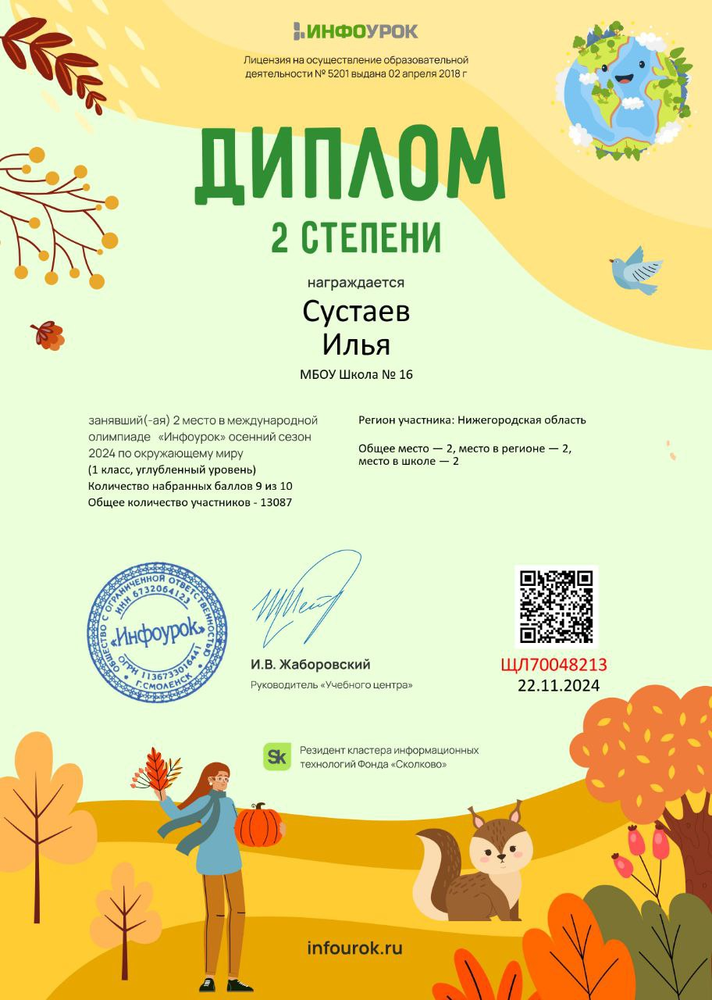 ИНФОУРОК
Лицензия на осуществление образовательной
деятельности № 5201 выдана 02 апреля 2018 г
ДИПЛОМ
2 СТЕПЕНИ
награждается
Сустаев
Илья
МБОУ Школа № 16
занявший(-ая) 2 место в международной
олимпиаде «Инфоурок» осенний сезон
2024 по окружающему миру
(1 класс, углубленный уровень)
Количество набранных баллов 9 из 10
Общее количество участников - 13087
Регион участника: Нижегородская область
Общее место — 2, место в регионе — 2,
место в школе — 2
ОБЩЕСТВО С ОГРАНИЧЕННОЙ ОТВЕТСТВЕННОСТЬЮ
ИНН 6732064123
«Инфоурок»
ОГРН 1136733016441
Г.СМОЛЕНСК
И.В. Жаборовский
Руководитель «Учебного центра»
ЩЛ70048213
22.11.2024
Sk
Резидент кластера информационных
технологий Фонда «Сколково»
infourok.ru